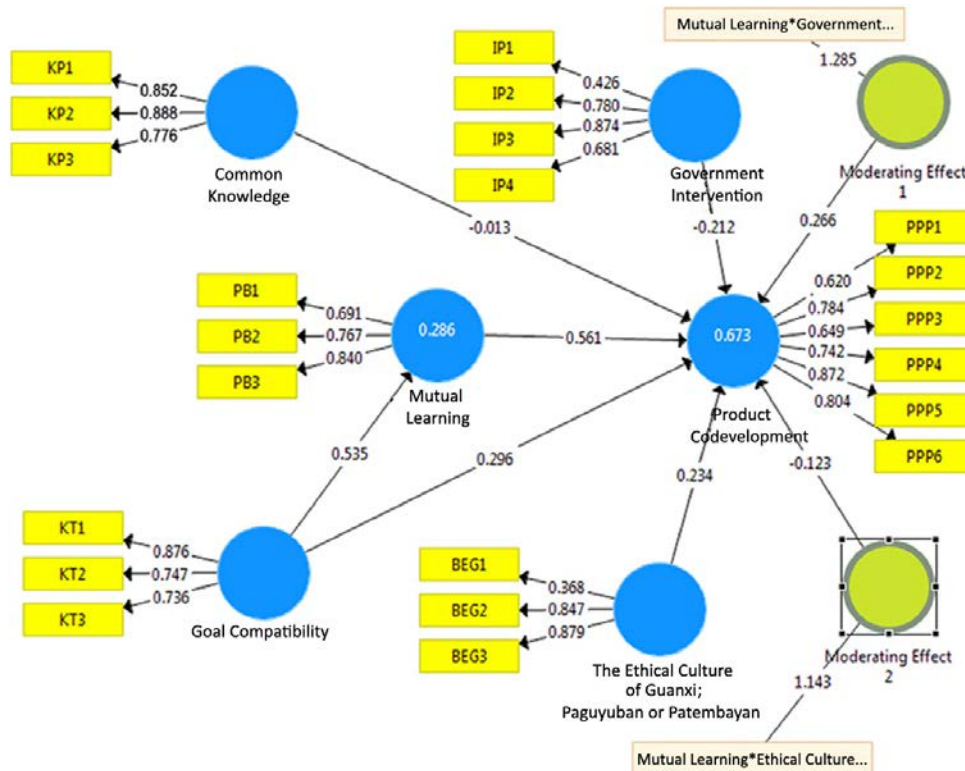 Mutual Learning*Government...
1.285
Moderating Effect
1
0.266
KP1
KP2
KP3
0.852
0.888
0.776
Common
Knowledge
-0.013
IP1
IP2
IP3
IP4
0.426
0.780
0.874
0.681
Government
Intervention
-0.212
PB1
PB2
PB3
0.691
0.767
0.840
0.286
Mutual
Learning
0.561
0.673
Product
Codevelopment
0.620
0.784
0.649
0.742
0.872
0.804
PPP1
PPP2
PPP3
PPP4
PPP5
PPP6
0.535
0.296
0.234
-0.123
KT1
KT2
KT3
0.876
0.747
0.736
Goal Compatibility
BEG1
BEG2
BEG3
0.368
0.847
0.879
The Ethical Culture
of Guanxi;
Paguyuban or Patembayan
Moderating Effect
2
1.143
Mutual Learning*Ethical Culture...